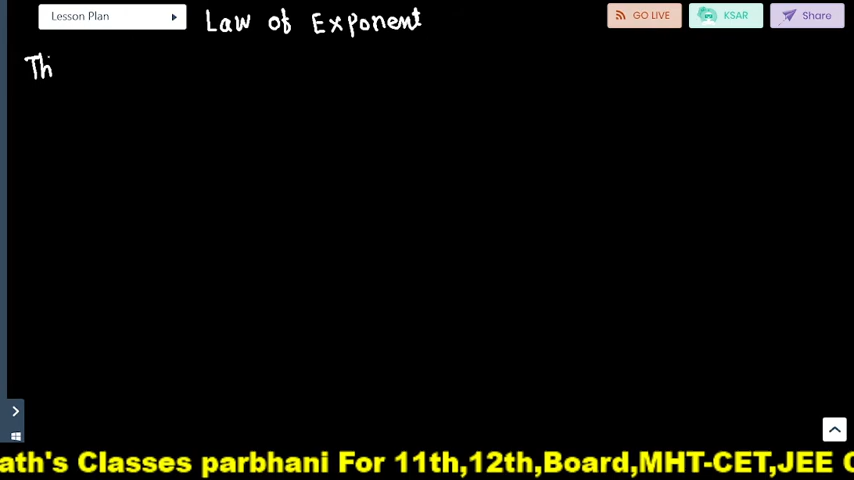 Lesson Plan
Law of Exponent
GO LIVE
KSAR
Share
Thi
ath's Classes parbhani For 11th,12th,Board,MHT-CET,JEE